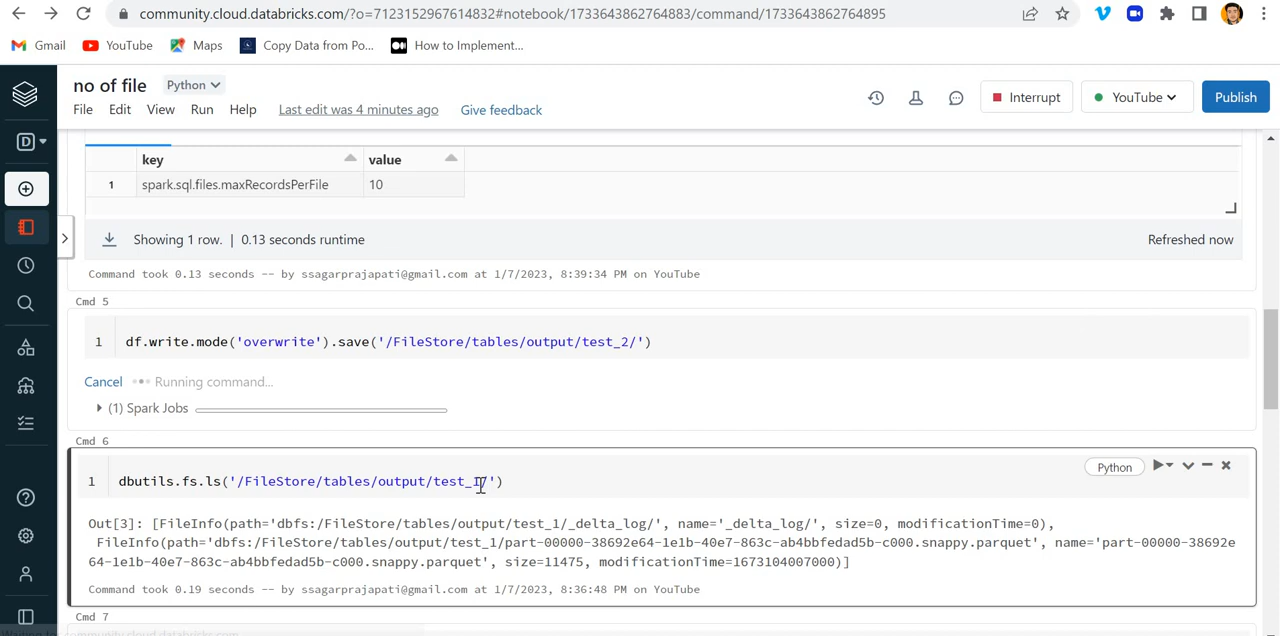 community.cloud.databricks.com/?o=7123152967614832#notebook/1733643862764883/command/1733643862764895
Gmail YouTube Maps Copy Data from Po... How to Implement...
no of file Python
File Edit View Run Help Last edit was 4 minutes ago Give feedback
Interrupt YouTube Publish
D
key value
1 spark.sql.files.maxRecordsPerFile 10
Showing 1 row. | 0.13 seconds runtime Refreshed now
Command took 0.13 seconds -- by ssagarprajapati@gmail.com at 1/7/2023, 8:39:34 PM on YouTube
Cmd 5
1 df.write.mode('overwrite').save('/FileStore/tables/output/test_2/')
Cancel Running command...
(1) Spark Jobs
Cmd 6
Python
1 dbutils.fs.ls('/FileStore/tables/output/test_1/')
Out[3]: [FileInfo(path='dbfs:/FileStore/tables/output/test_1/_delta_log/', name='_delta_log/', size=0, modificationTime=0),
FileInfo(path='dbfs:/FileStore/tables/output/test_1/part-00000-38692e64-1e1b-40e7-863c-ab4bbfedad5b-c000.snappy.parquet', name='part-00000-38692e
64-1e1b-40e7-863c-ab4bbfedad5b-c000.snappy.parquet', size=11475, modificationTime=1673104007000)]
Command took 0.19 seconds -- by ssagarprajapati@gmail.com at 1/7/2023, 8:36:48 PM on YouTube
Cmd 7
Waiting for community.cloud.databricks.com...